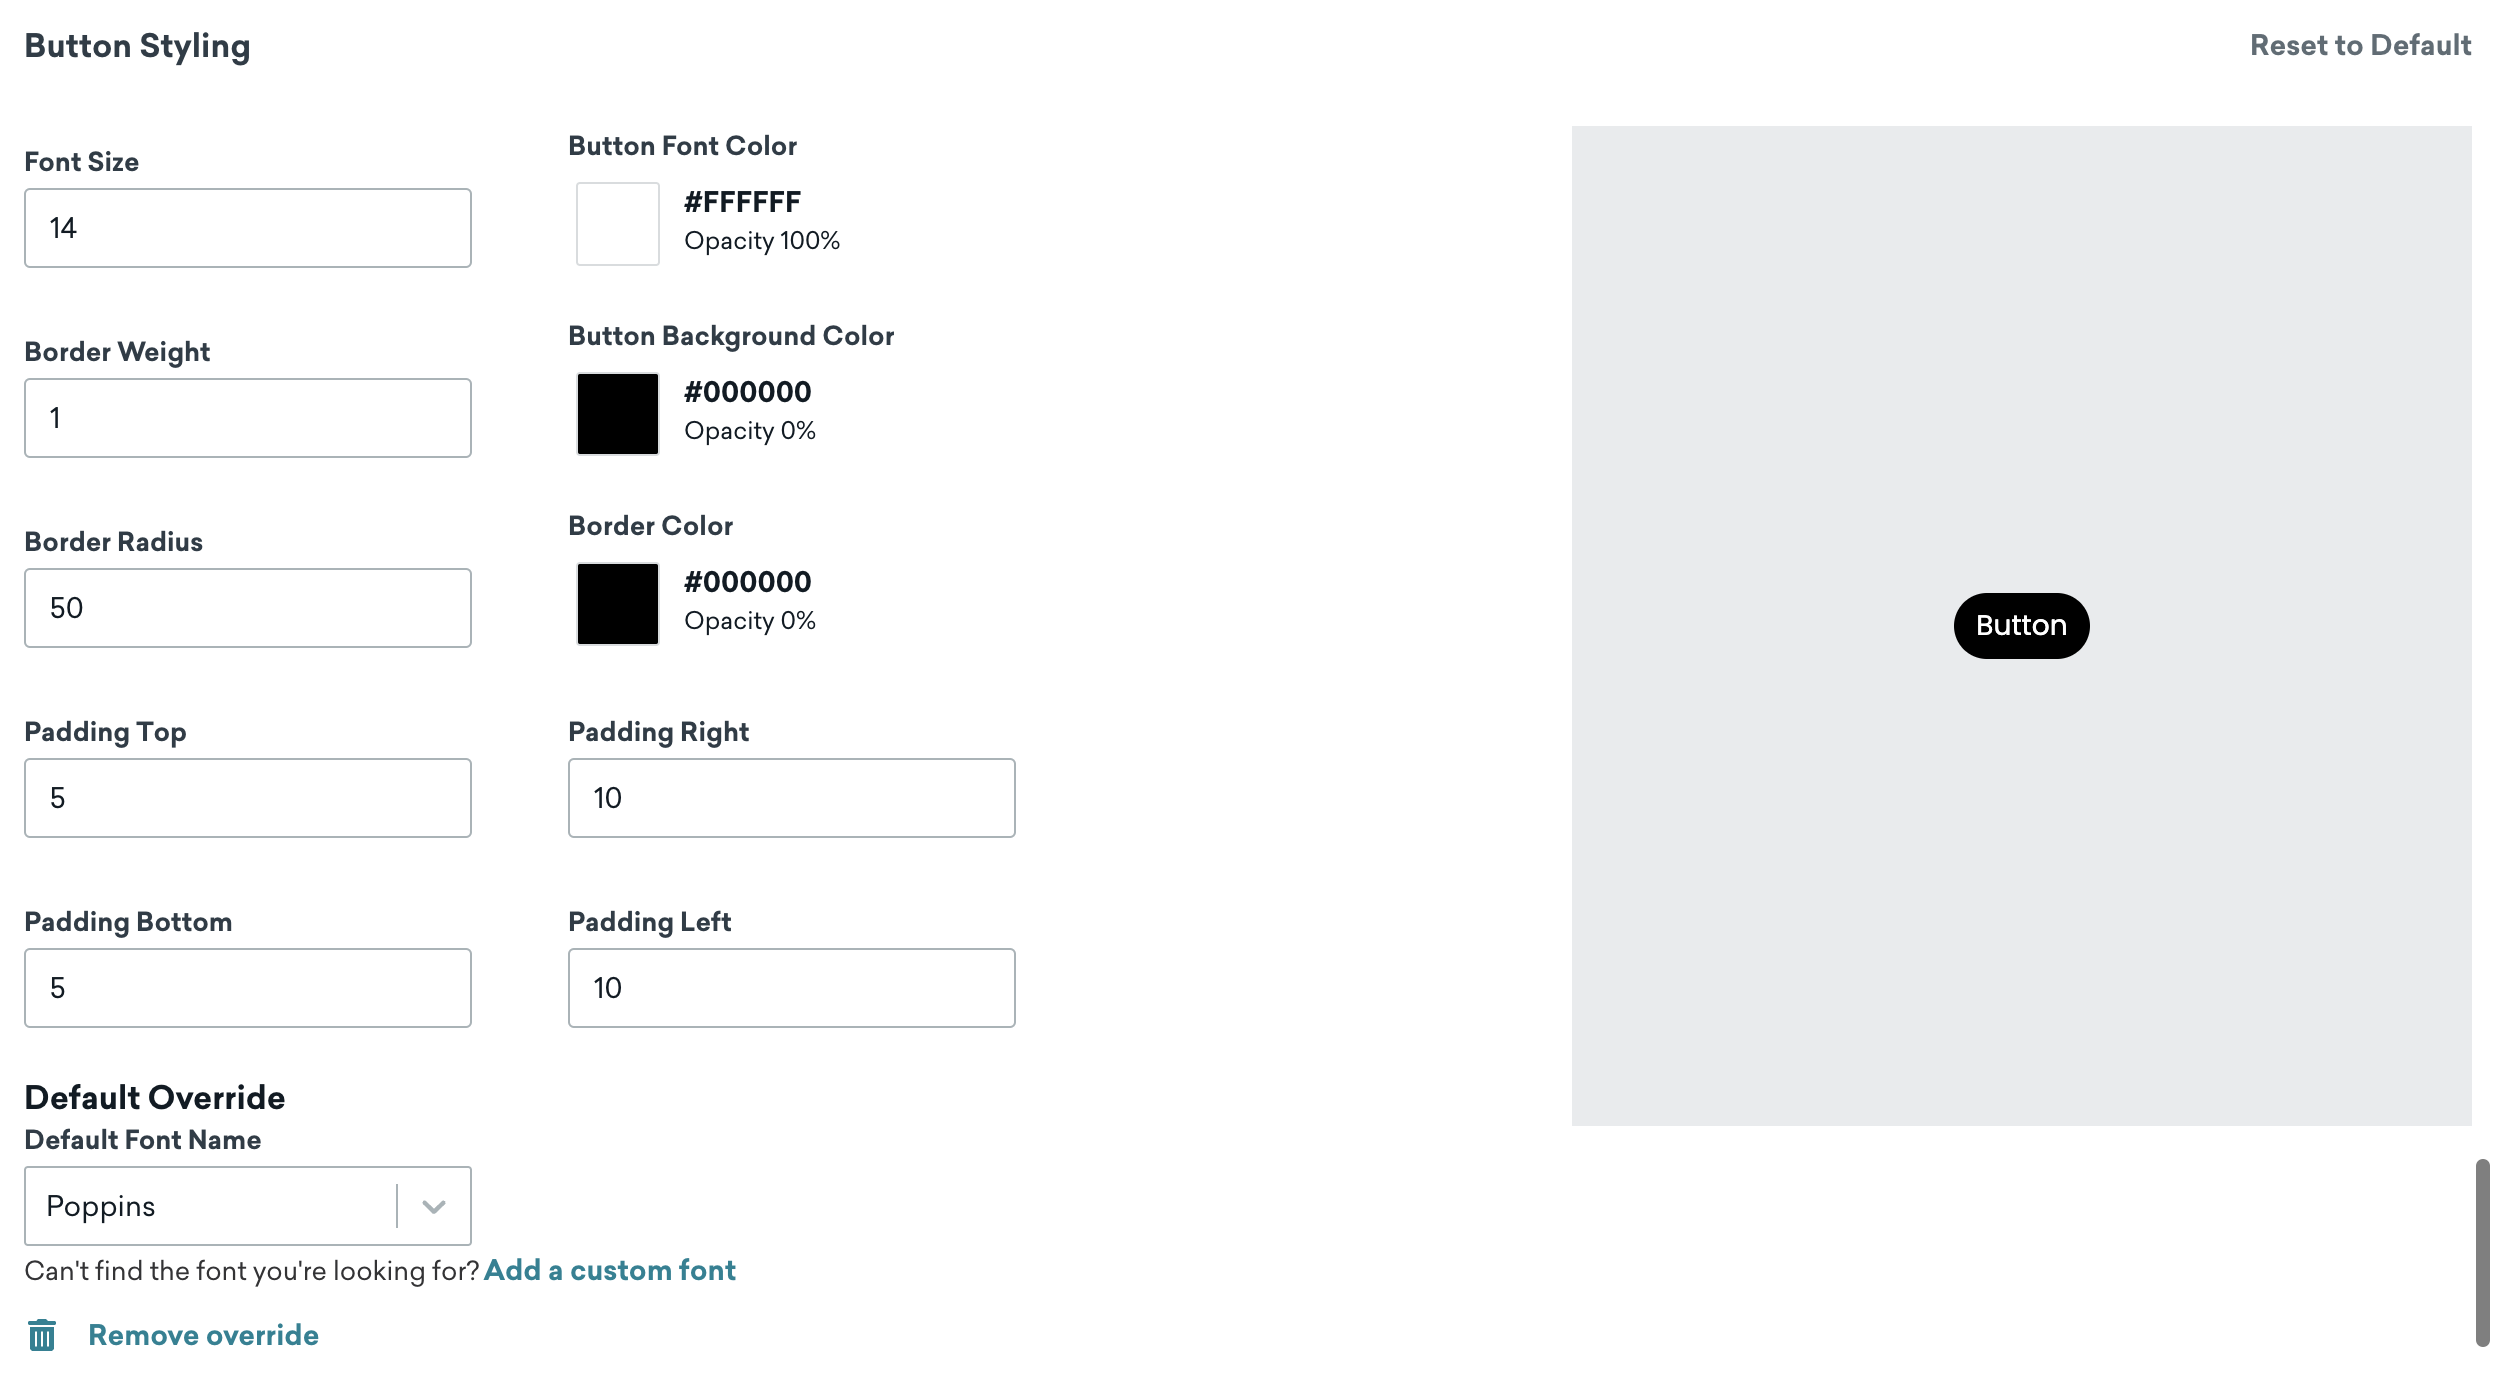 Button Styling
Reset to Default
Font Size
14
Button Font Color
#FFFFFF
Opacity 100%
Border Weight
1
Button Background Color
#000000
Opacity 0%
Border Radius
50
Border Color
#000000
Opacity 0%
Button
Padding Top
5
Padding Right
10
Padding Bottom
5
Padding Left
10
Default Override
Default Font Name
Poppins
Can't find the font you're looking for? Add a custom font
Remove override